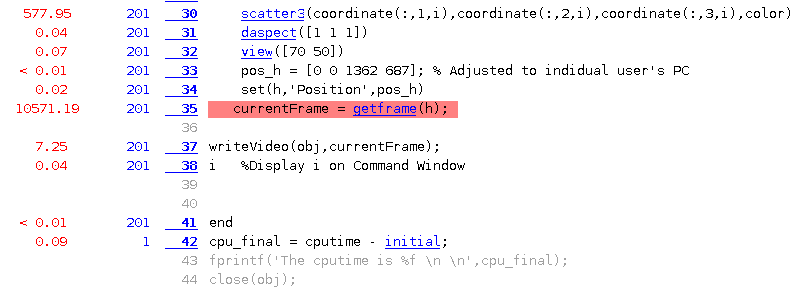 577.95 201 30 scatter3(coordinate(:,1,i),coordinate(:,2,i),coordinate(:,3,i),color)
0.04 201 31 daspect([1 1 1])
0.07 201 32 view([70 50])
< 0.01 201 33 pos_h = [0 0 1362 687]; % Adjusted to indidual user's PC
0.02 201 34 set(h,'Position',pos_h)
10571.19 201 35 currentFrame = getframe(h);
36
7.25 201 37 writeVideo(obj,currentFrame);
0.04 201 38 i %Display i on Command Window
39
40
< 0.01 201 41 end
0.09 1 42 cpu_final = cputime - initial;
43 fprintf('The cputime is %f \n \n',cpu_final);
44 close(obj);